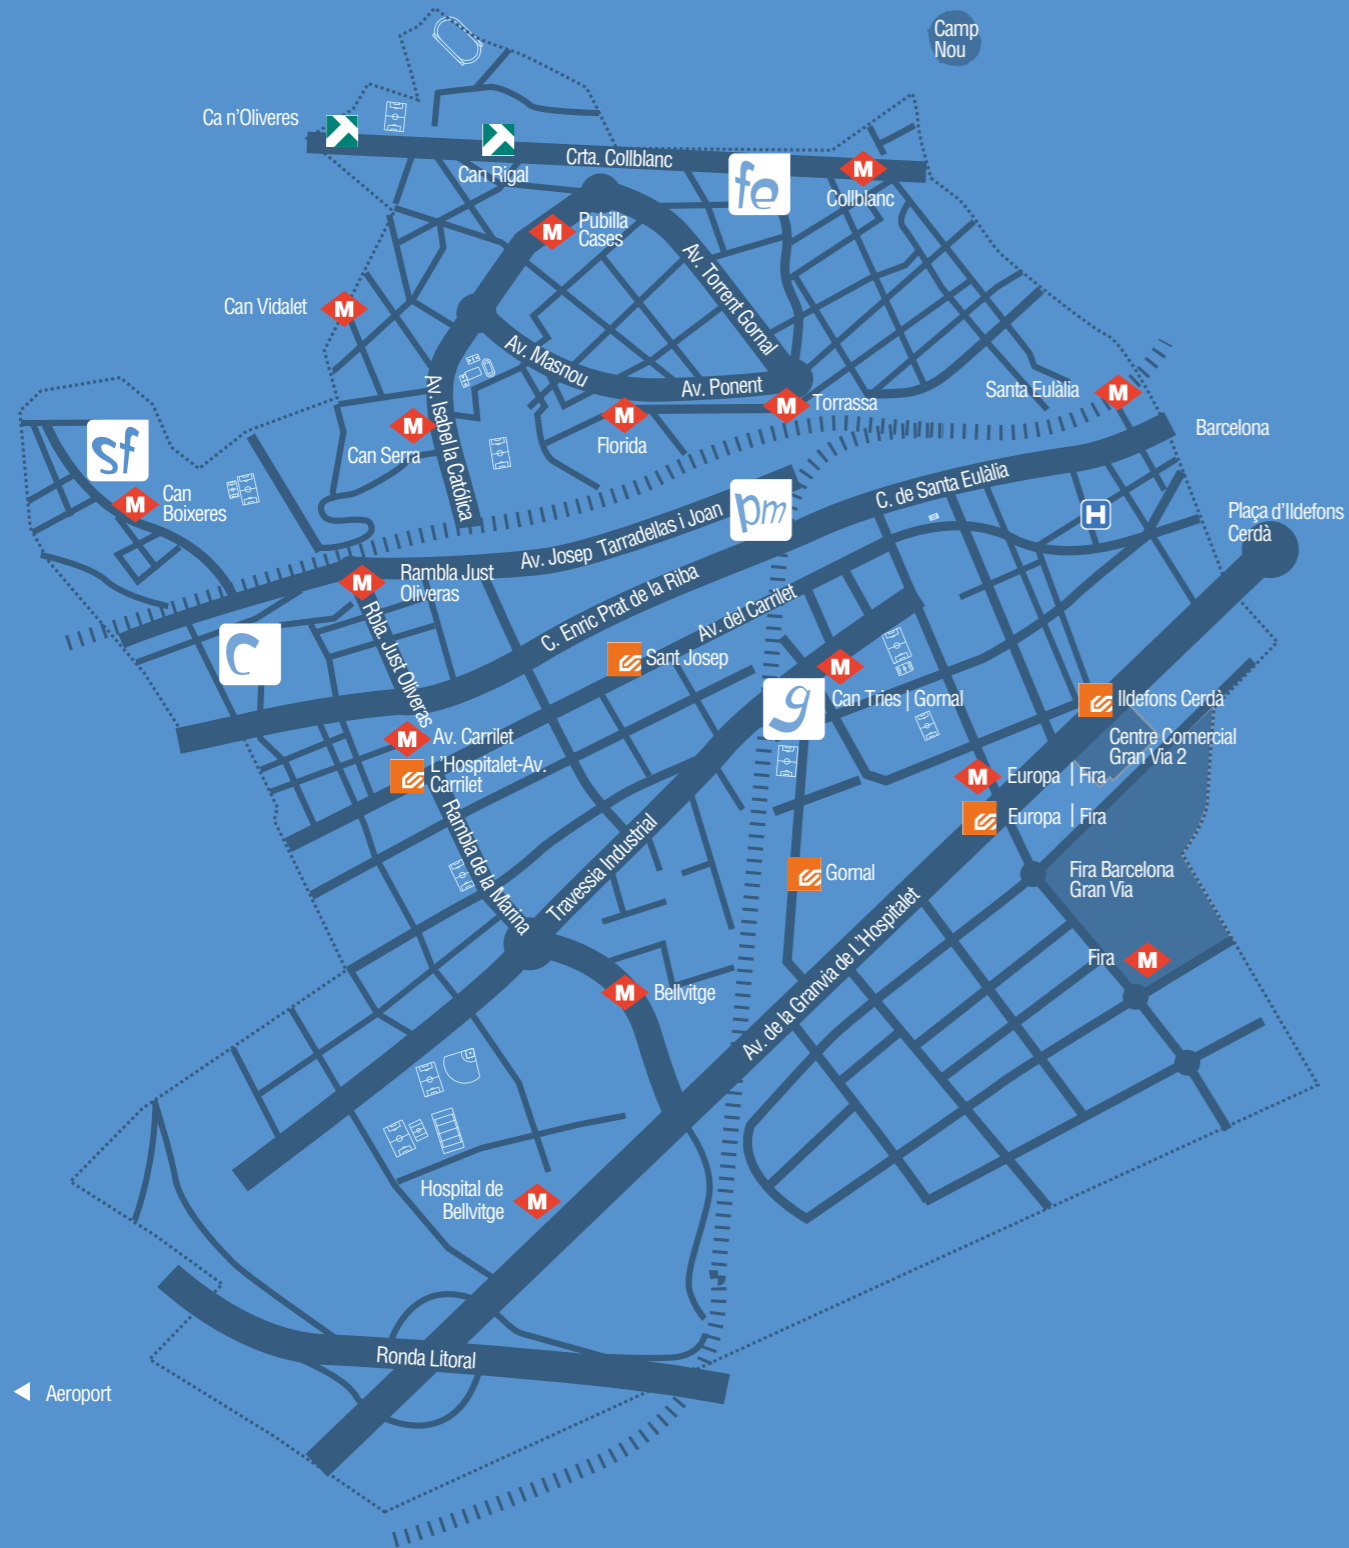 Camp
Nou
Ca n'Oliveres
Can Rigal
Crta. Collblanc
fe
M
Collblanc
M
Pubilla
Cases
Av. Torrent Gornal
Can Vidalet
M
Av. Masnou
Av. Ponent
Av. Isabel la Católica
M
Can Serra
M
Florida
M
Torrassa
Santa Eulàlia
M
Barcelona
sf
M
Can
Boixeres
pm
C. de Santa Eulàlia
H
Plaça d'Ildefons
Cerdà
Av. Josep Tarradellas i Joan
M
Rambla Just
Oliveras
C. Enric Prat de la Riba
Av. del Carrilet
Rbla. Just Oliveras
c
Sant Josep
M
Can Tries | Gornal
g
Ildefons Cerdà
Centre Comercial
Gran Via 2
M
Av. Carrilet
L'Hospitalet-Av.
Carrilet
M
Europa | Fira
Europa | Fira
Rambla de la Marina
Travessia Industrial
Gornal
Fira Barcelona
Gran Via
Av. de la Granvia de L'Hospitalet
Fira
M
M
Bellvitge
Hospital de
Bellvitge
M
Ronda Litoral
Aeroport